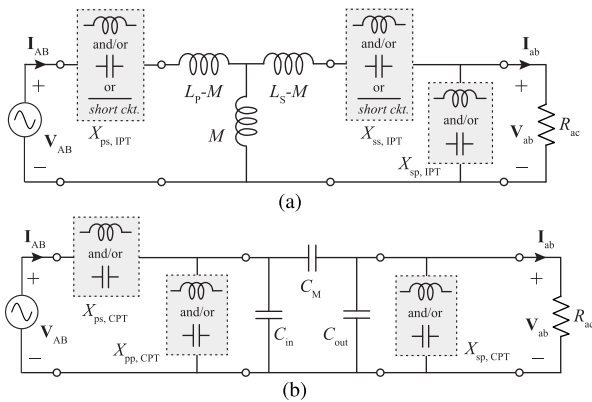 I_AB
and/or
or
short ckt.
X_ps, IPT
L_P-M
L_S-M
M
and/or
or
short ckt.
X_ss, IPT
and/or
X_sp, IPT
I_ab
+
V_AB
–
+
V_ab
–
R_ac
(a)
I_AB
and/or
X_ps, CPT
and/or
X_pp, CPT
C_M
C_in
C_out
and/or
X_sp, CPT
I_ab
+
V_AB
–
+
V_ab
–
R_ac
(b)